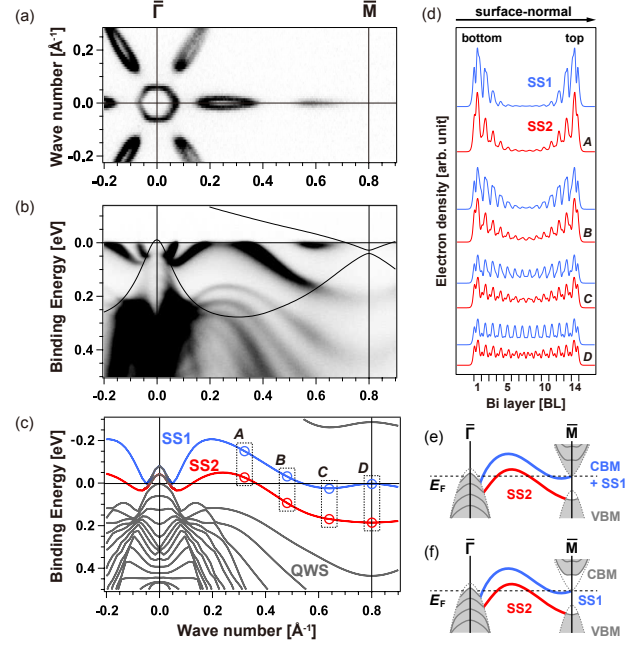 (a)
Γ̅
M̅
Wave number [Å⁻¹]
0.2
0.0
-0.2
-0.2 0.0 0.2 0.4 0.6 0.8
(b)
Binding Energy [eV]
0.0
0.2
0.4
-0.2 0.0 0.2 0.4 0.6 0.8
(c)
Binding Energy [eV]
-0.2
0.0
0.2
0.4
SS1
SS2
A
B
C
D
QWS
-0.2 0.0 0.2 0.4 0.6 0.8
Wave number [Å⁻¹]
(d)
surface-normal
bottom top
Electron density [arb. unit]
SS1
SS2
A
B
C
D
1 5 10 14
Bi layer [BL]
(e)
Γ̅
M̅
E_F
SS2
CBM
+ SS1
VBM
(f)
Γ̅
M̅
E_F
SS2
CBM
SS1
VBM